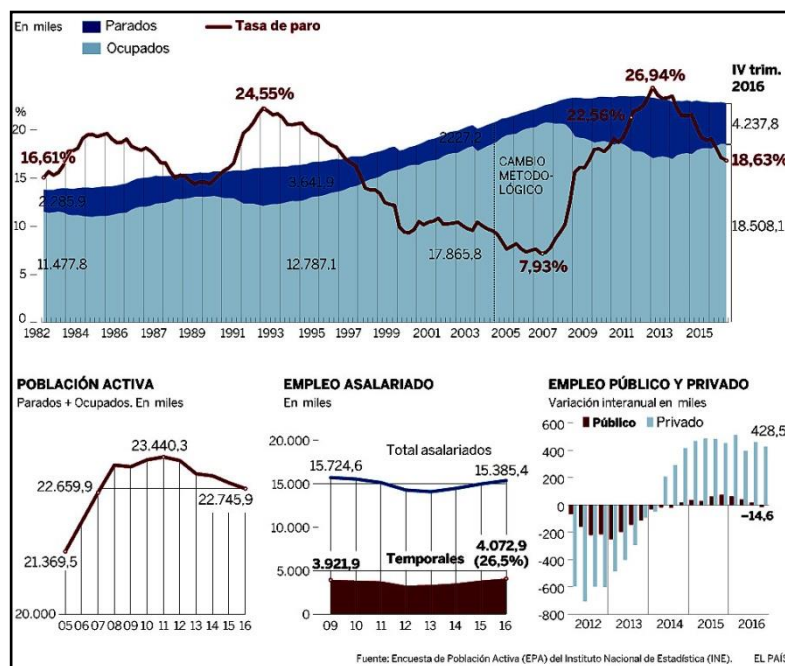 En miles
Parados
Tasa de paro
Ocupados
IV trim.
2016
%
20
15
10
5
0
16,61%
24,55%
26,94%
22,56%
18,63%
7,93%
4.237,8
18.508,1
2.285,9
3.641,9
2227,2
11.477,8
12.787,1
17.865,8
CAMBIO
METODO-
LÓGICO
1982 1984 1986 1987 1989 1991 1992 1994 1995 1997 1999 2001 2003 2005 2007 2009 2011 2013 2015
POBLACIÓN ACTIVA
Parados + Ocupados. En miles
23.440,3
22.659,9
22.745,9
21.369,5
20.000
05 06 07 08 09 10 11 12 13 14 15 16
EMPLEO ASALARIADO
En miles
20.000
Total asalariados
15.724,6
15.385,4
15.000
10.000
Temporales
4.072,9
(26,5%)
3.921,9
5.000
0
09 10 11 12 13 14 15 16
EMPLEO PÚBLICO Y PRIVADO
Variación interanual en miles
600
Público
Privado
428,5
400
200
0
-14,6
-200
-400
-600
-800
2012 2013 2014 2015 2016
Fuente: Encuesta de Población Activa (EPA) del Instituto Nacional de Estadística (INE).
EL PAÍS